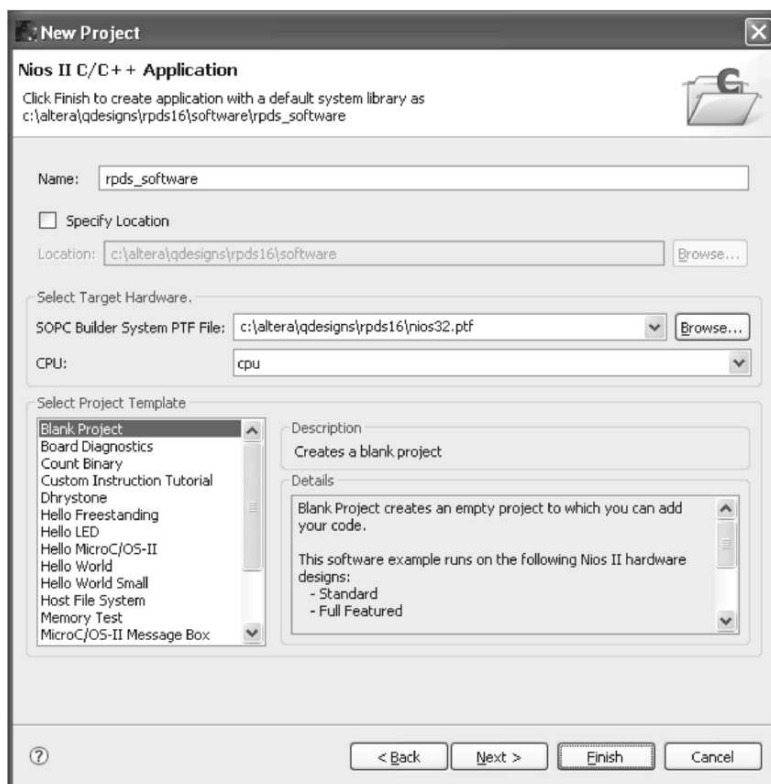 New Project
Nios II C/C++ Application
Click Finish to create application with a default system library as
c:\altera\qdesigns\rpds16\software\rpds_software
Name: rpds_software
Specify Location
Location: c:\altera\qdesigns\rpds16\software Browse...
Select Target Hardware.
SOPC Builder System PTF File: c:\altera\qdesigns\rpds16\nios32.ptf Browse...
CPU: cpu
Select Project Template
Blank Project
Board Diagnostics
Count Binary
Custom Instruction Tutorial
Dhrystone
Hello Freestanding
Hello LED
Hello MicroC/OS-II
Hello World
Hello World Small
Host File System
Memory Test
MicroC/OS-II Message Box
Description
Creates a blank project
Details
Blank Project creates an empty project to which you can add
your code.
This software example runs on the following Nios II hardware
designs:
- Standard
- Full Featured
? < Back Next > Finish Cancel